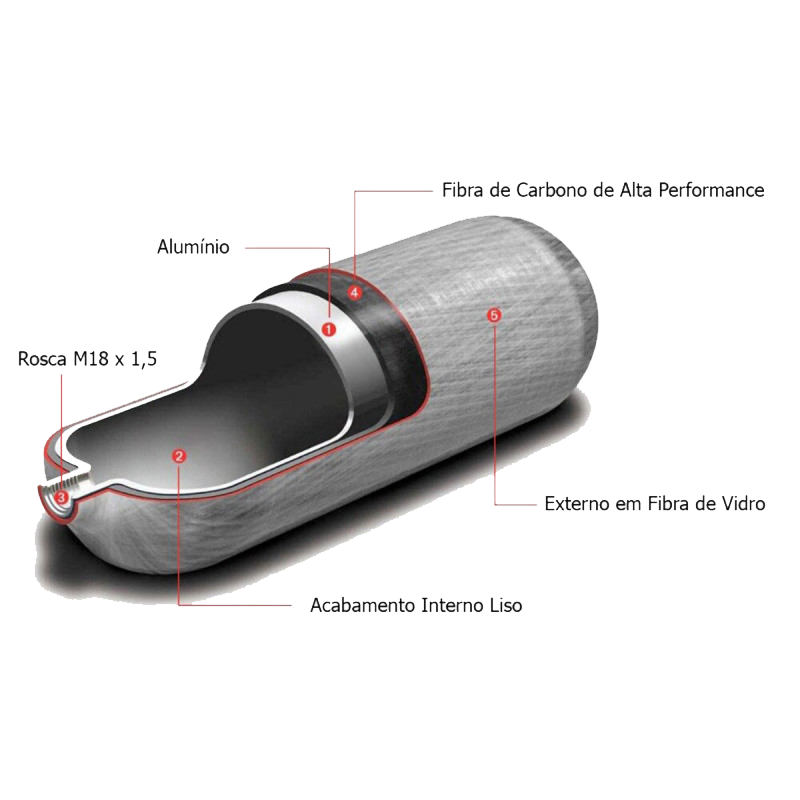 Fibra de Carbono de Alta Performance
Alumínio
4
1
5
Rosca M18 x 1,5
2
3
Externo em Fibra de Vidro
Acabamento Interno Liso